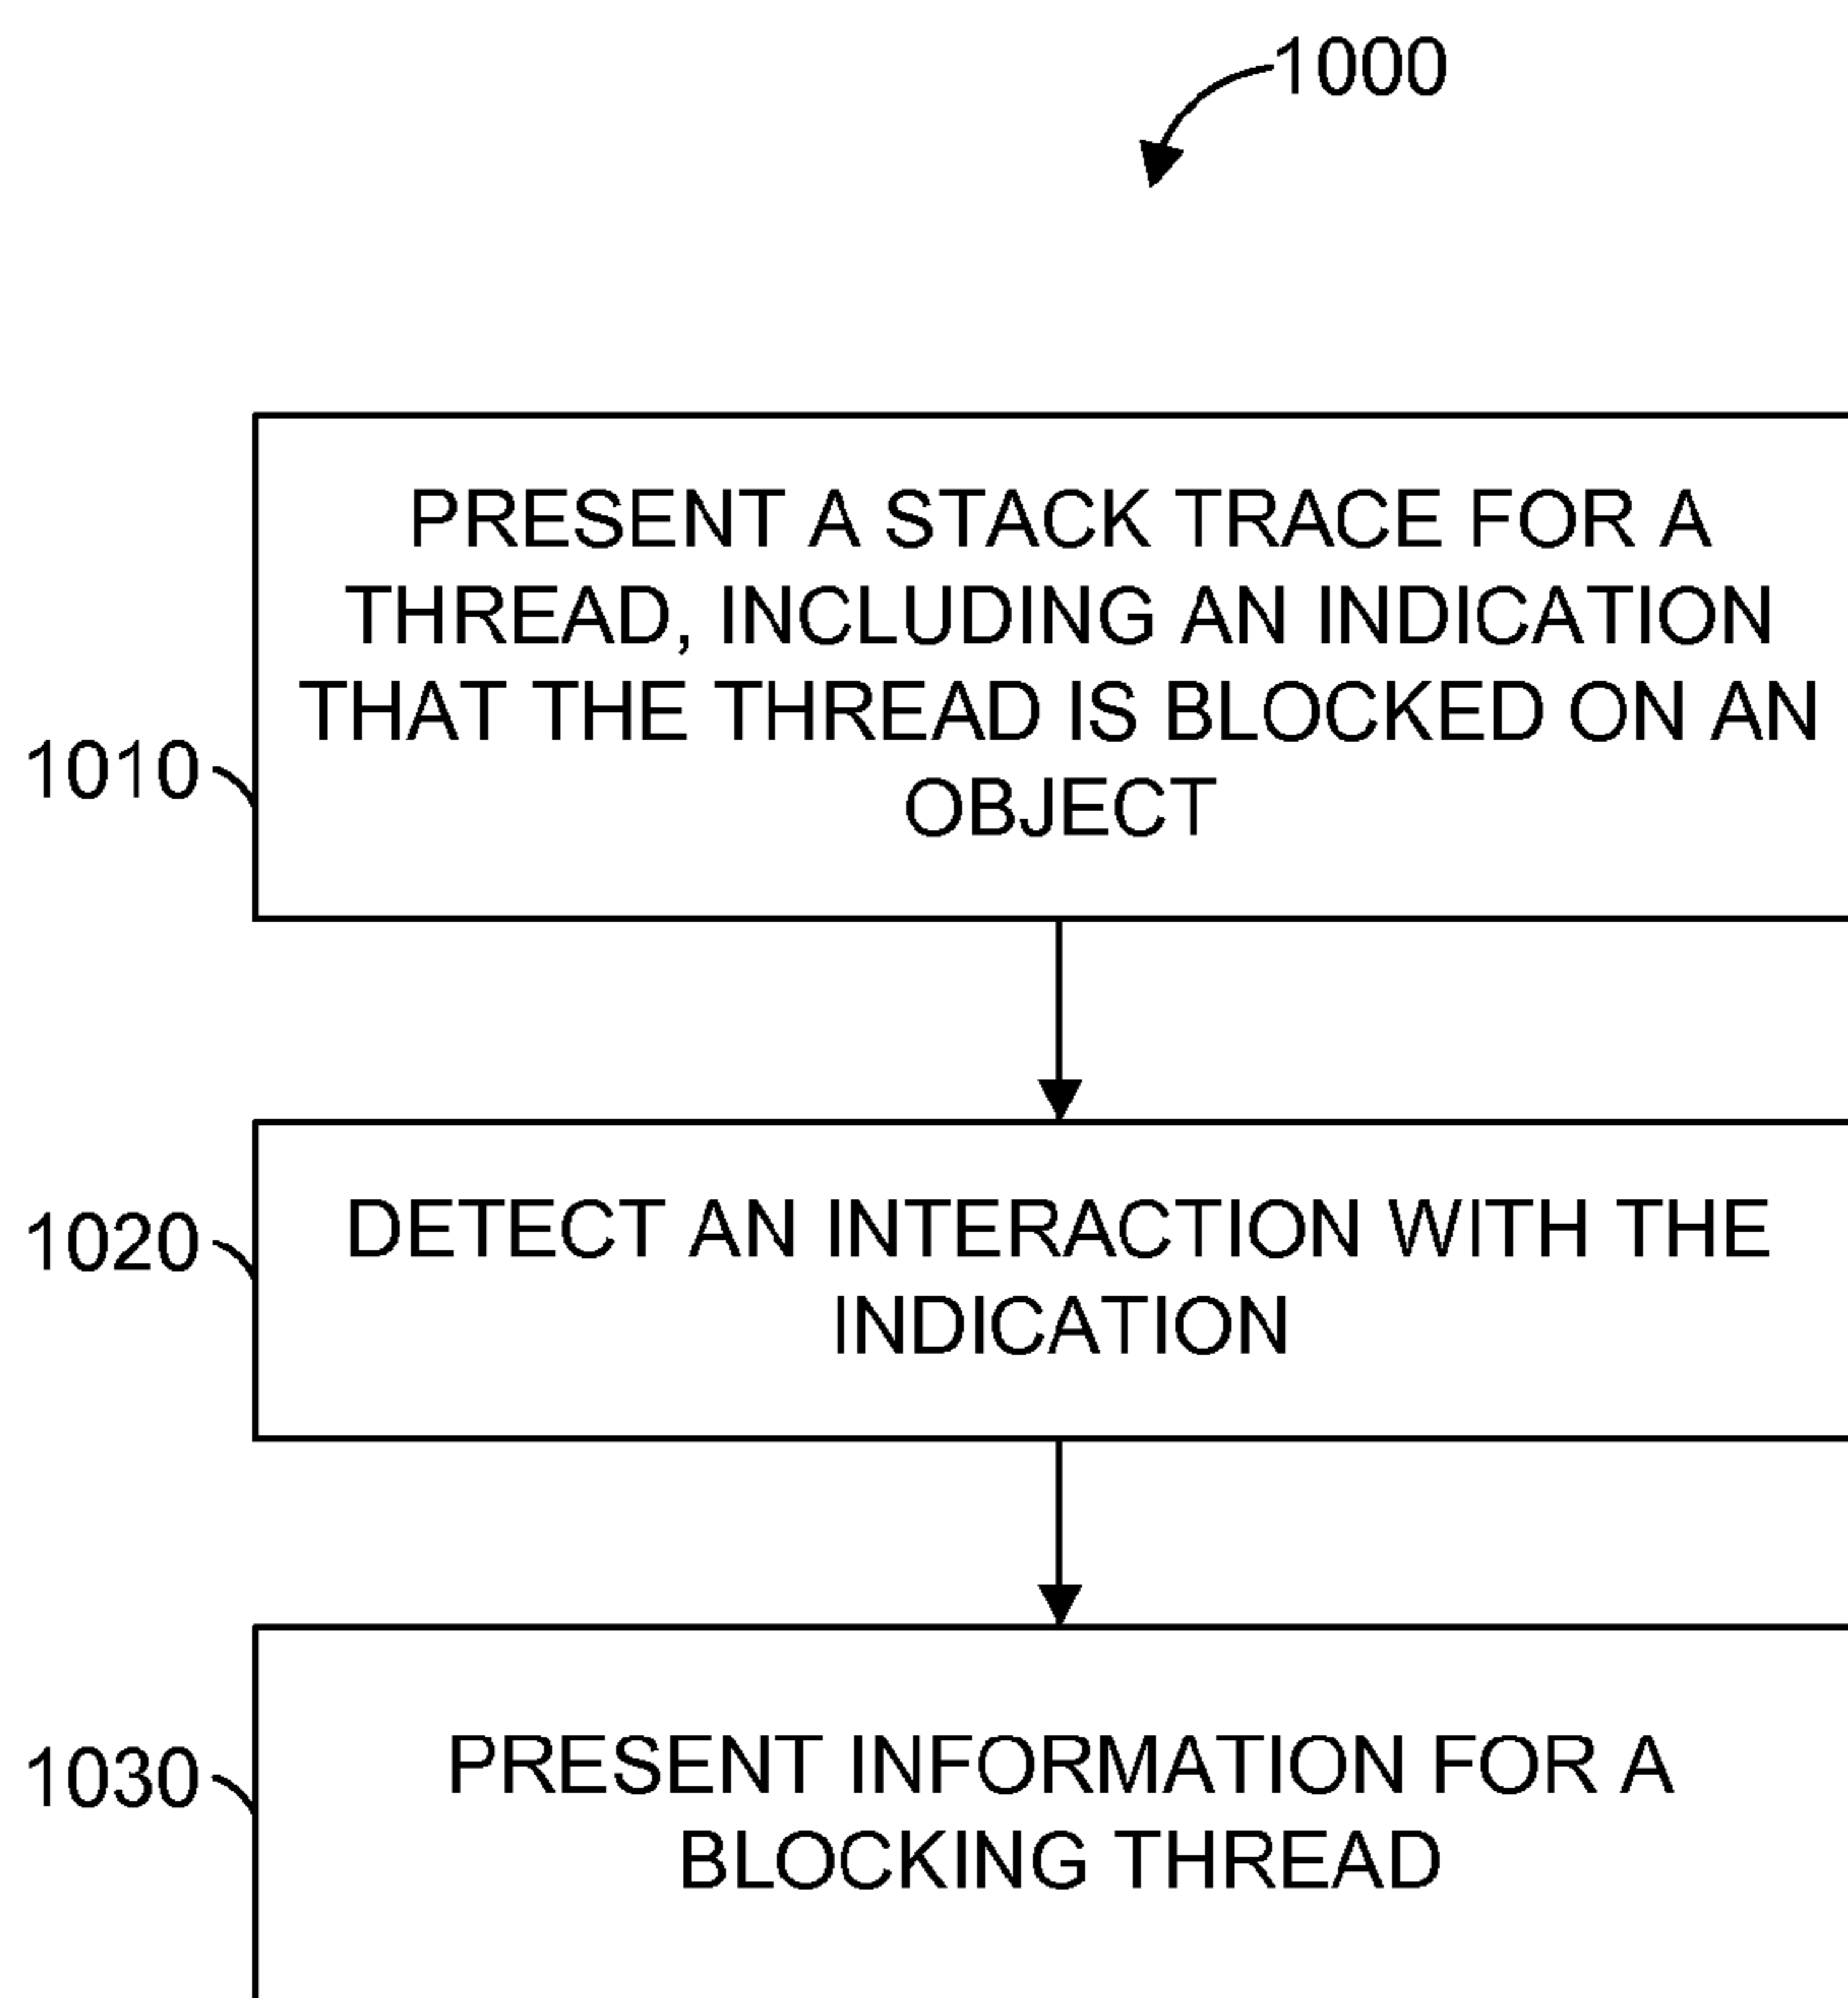 1000
PRESENT A STACK TRACE FOR A
THREAD, INCLUDING AN INDICATION
THAT THE THREAD IS BLOCKED ON AN
OBJECT
1010
DETECT AN INTERACTION WITH THE
INDICATION
1020
PRESENT INFORMATION FOR A
BLOCKING THREAD
1030